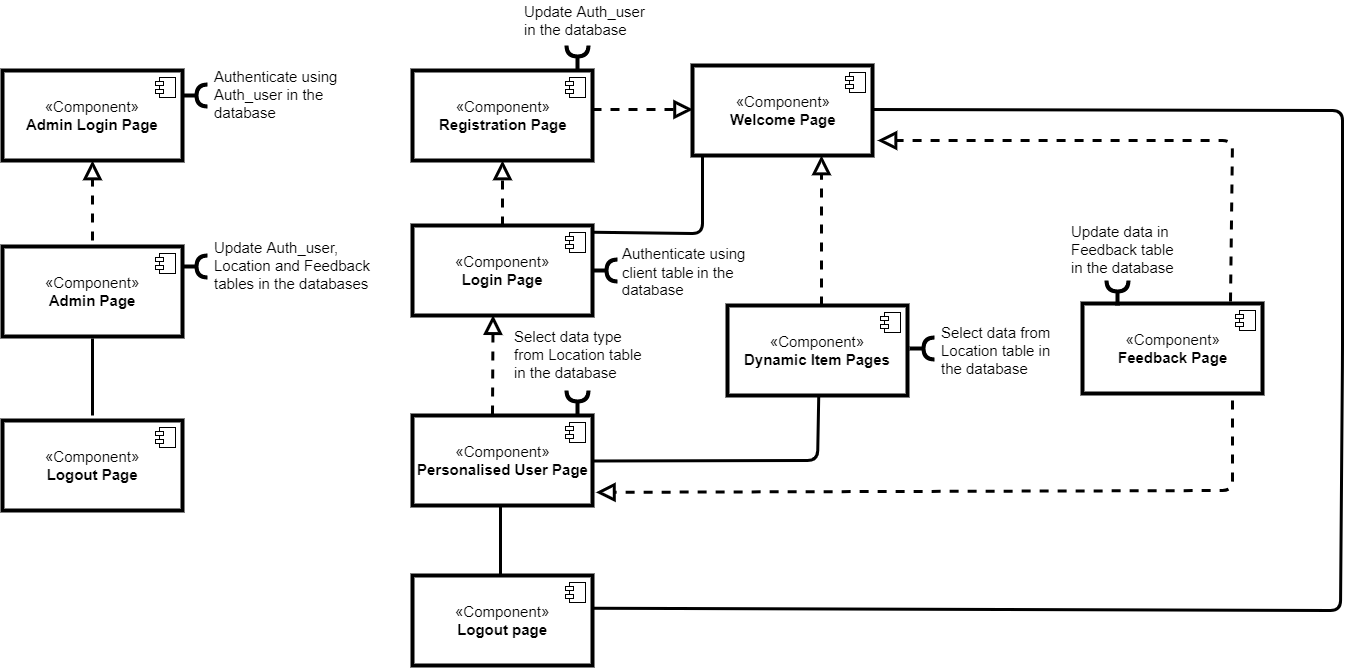 Update Auth_user
in the database
«Component»
Admin Login Page
Authenticate using
Auth_user in the
database
«Component»
Registration Page
«Component»
Welcome Page
«Component»
Admin Page
Update Auth_user,
Location and Feedback
tables in the databases
«Component»
Login Page
Authenticate using
client table in the
database
Update data in
Feedback table
in the database
Select data type
from Location table
in the database
«Component»
Dynamic Item Pages
Select data from
Location table in
the database
«Component»
Feedback Page
«Component»
Logout Page
«Component»
Personalised User Page
«Component»
Logout page